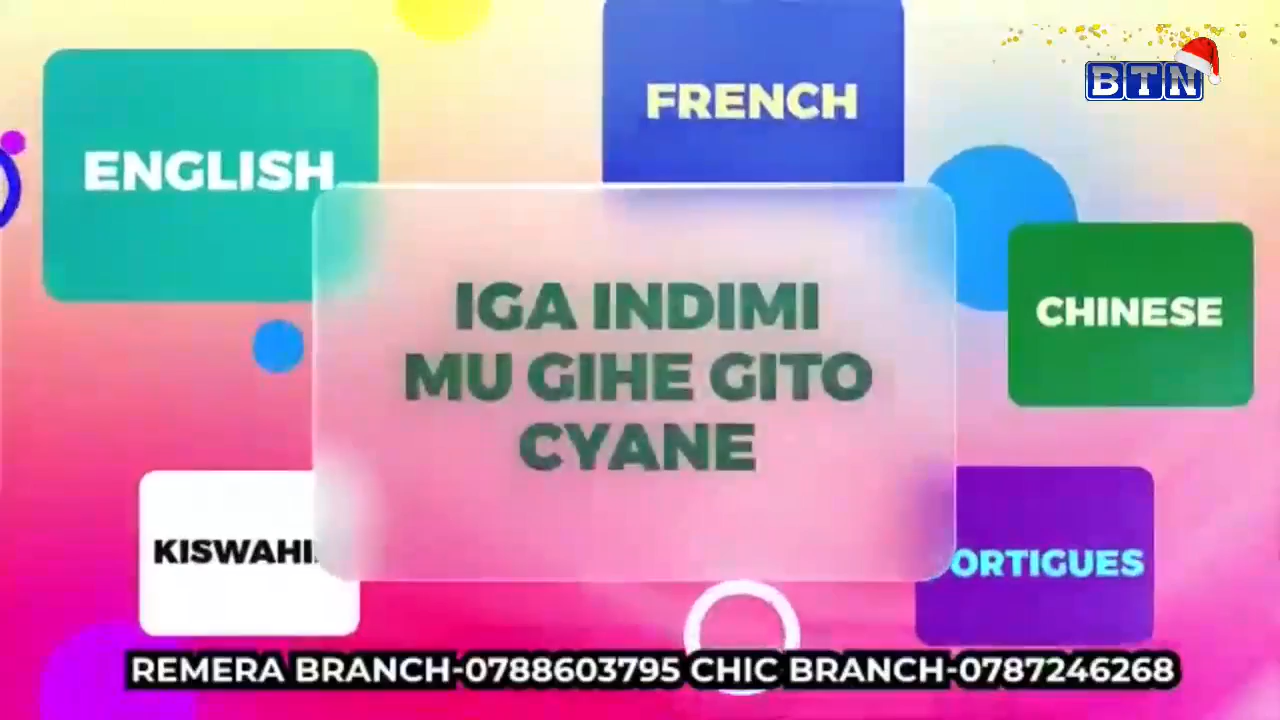 FRENCH
BTN
ENGLISH
CHINESE
IGA INDIMI
MU GIHE GITO
CYANE
KISWAHI
ORTIGUES
REMERA BRANCH-0788603795 CHIC BRANCH-0787246268